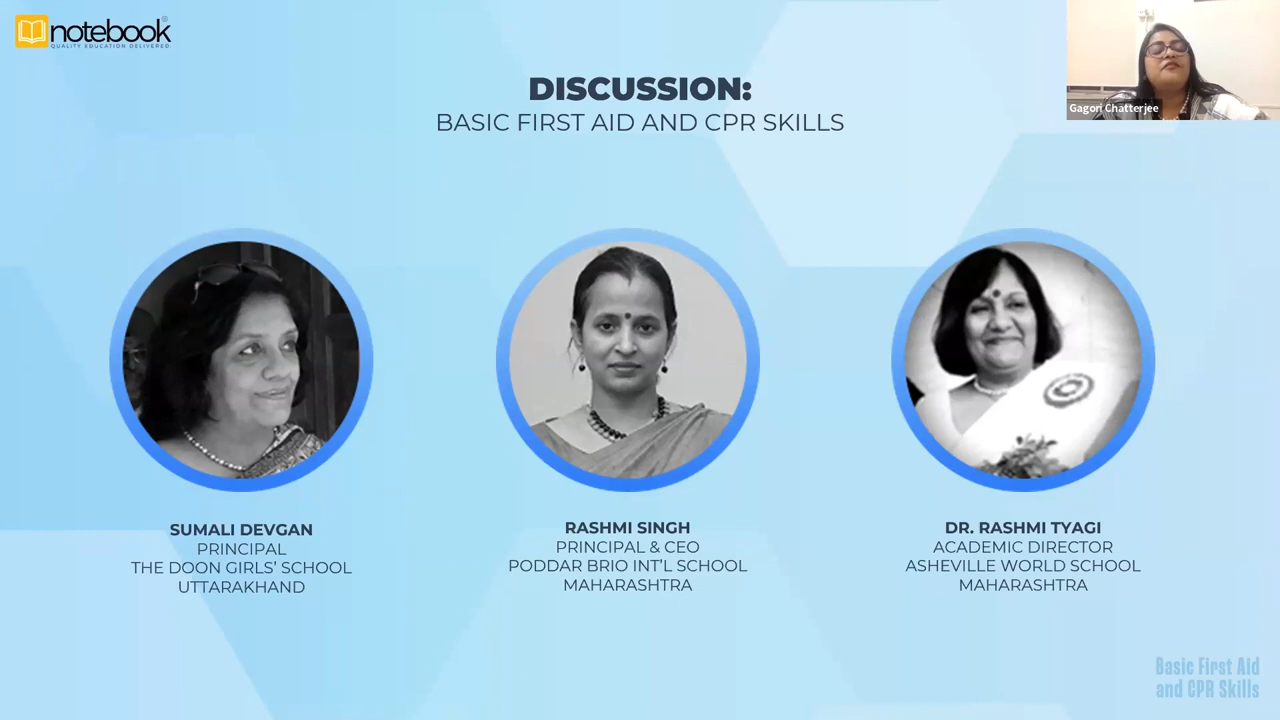 notebook
QUALITY EDUCATION DELIVERED
Gagori Chatterjee
DISCUSSION:
BASIC FIRST AID AND CPR SKILLS
SUMALI DEVGAN
PRINCIPAL
THE DOON GIRLS' SCHOOL
UTTARAKHAND
RASHMI SINGH
PRINCIPAL & CEO
PODDAR BRIO INT'L SCHOOL
MAHARASHTRA
DR. RASHMI TYAGI
ACADEMIC DIRECTOR
ASHEVILLE WORLD SCHOOL
MAHARASHTRA
Basic First Aid
and CPR Skills